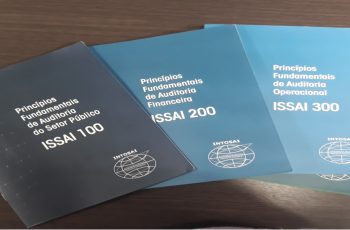 Princípios
Fundamentais
de Auditoria
do Setor Público
ISSAI 100
INTOSAI
Princípios
Fundamentais
de Auditoria
Financeira
ISSAI 200
INTOSAI
Princípios
Fundamentais
de Auditoria
Operacional
ISSAI 300
INTOSAI